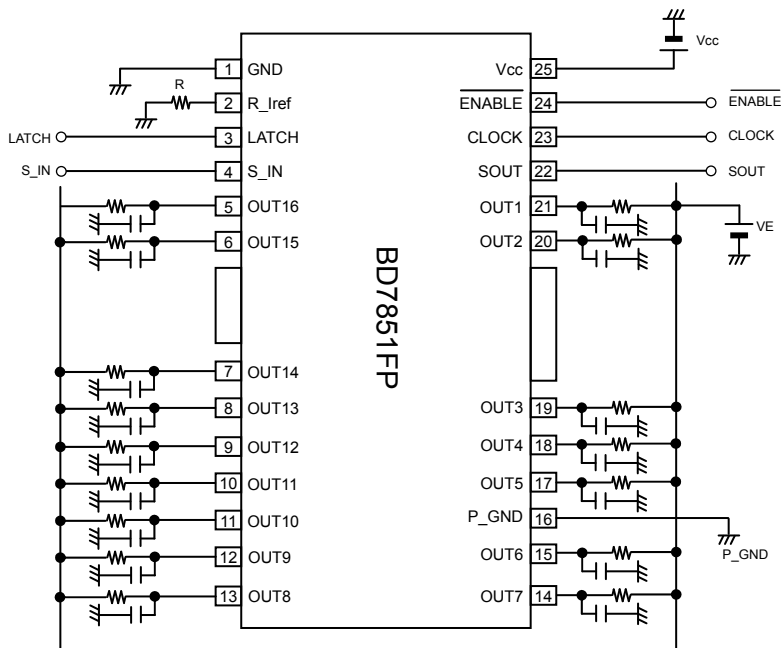 Vcc
1 GND
Vcc 25
R
2 R_Iref
ENABLE 24
ENABLE
LATCH
3 LATCH
CLOCK 23
CLOCK
S_IN
4 S_IN
SOUT 22
SOUT
5 OUT16
OUT1 21
6 OUT15
OUT2 20
VE
BD7851FP
7 OUT14
8 OUT13
OUT3 19
9 OUT12
OUT4 18
10 OUT11
OUT5 17
11 OUT10
P_GND 16
P_GND
12 OUT9
OUT6 15
13 OUT8
OUT7 14